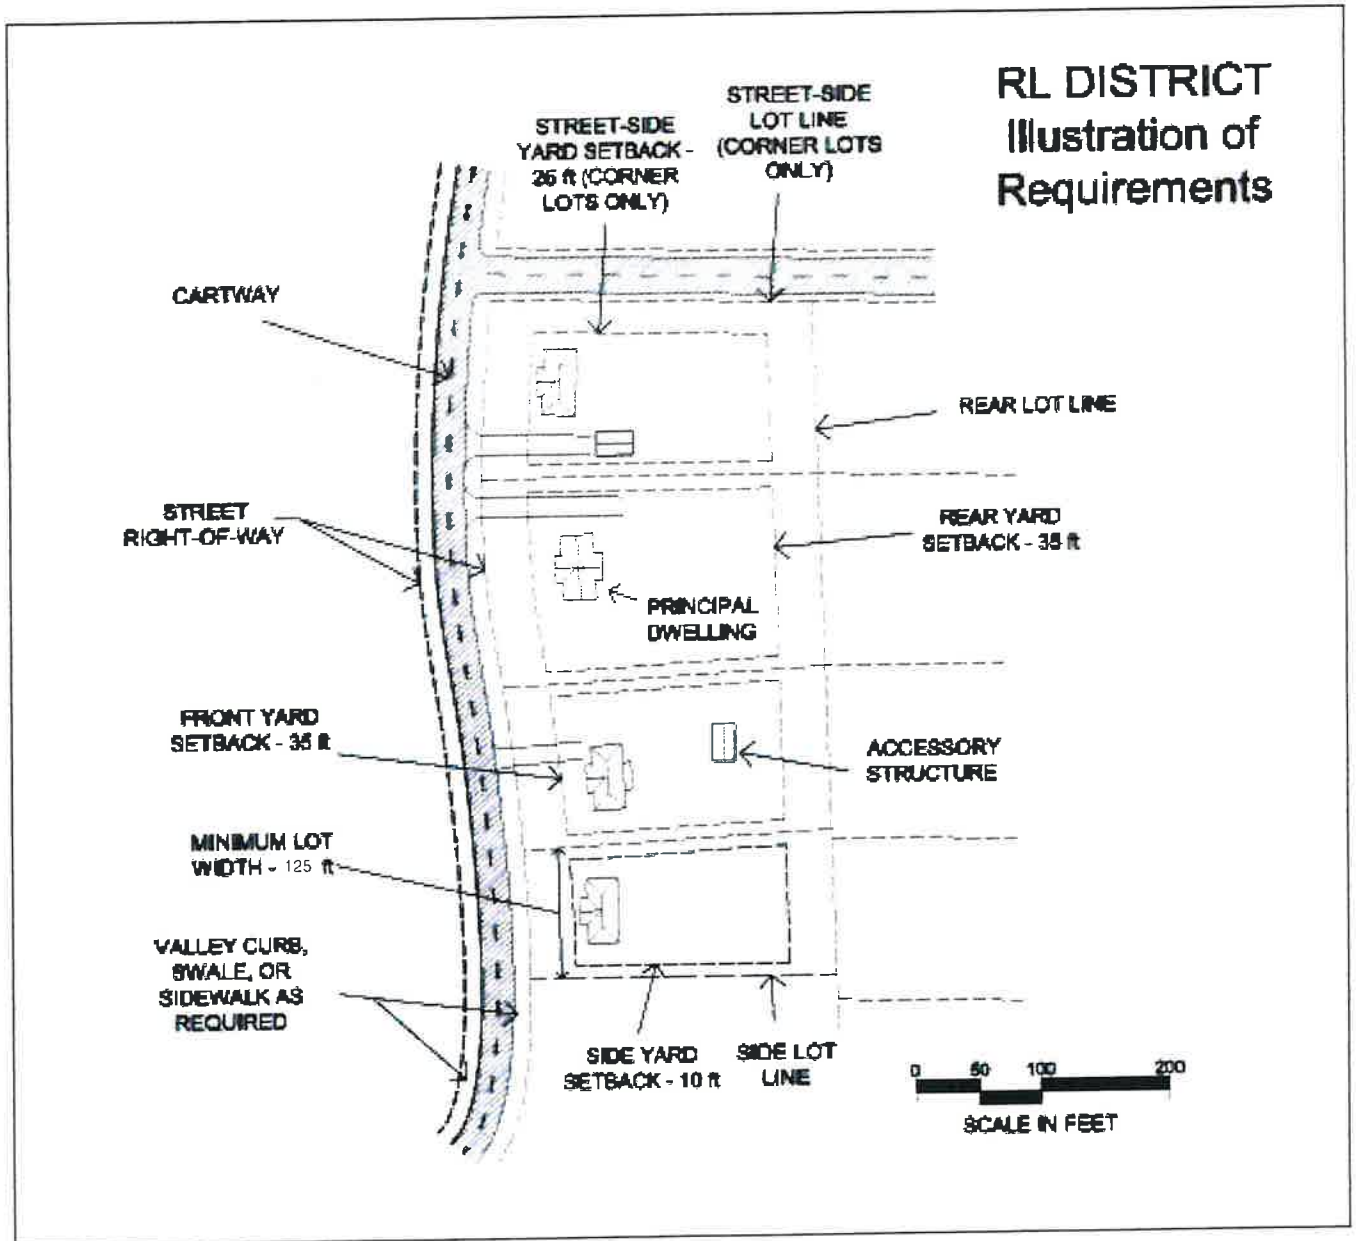 RL DISTRICT
Illustration of
Requirements
STREET-SIDE
YARD SETBACK -
25 ft (CORNER
LOTS ONLY)
STREET-SIDE
LOT LINE
(CORNER LOTS
ONLY)
CARTWAY
REAR LOT LINE
STREET
RIGHT-OF-WAY
REAR YARD
SETBACK - 35 ft
PRINCIPAL
DWELLING
FRONT YARD
SETBACK - 35 ft
ACCESSORY
STRUCTURE
MINIMUM LOT
WIDTH - 125 ft
VALLEY CURB,
SWALE, OR
SIDEWALK AS
REQUIRED
SIDE YARD
SETBACK - 10 ft
SIDE LOT
LINE
0 50 100 200
SCALE IN FEET